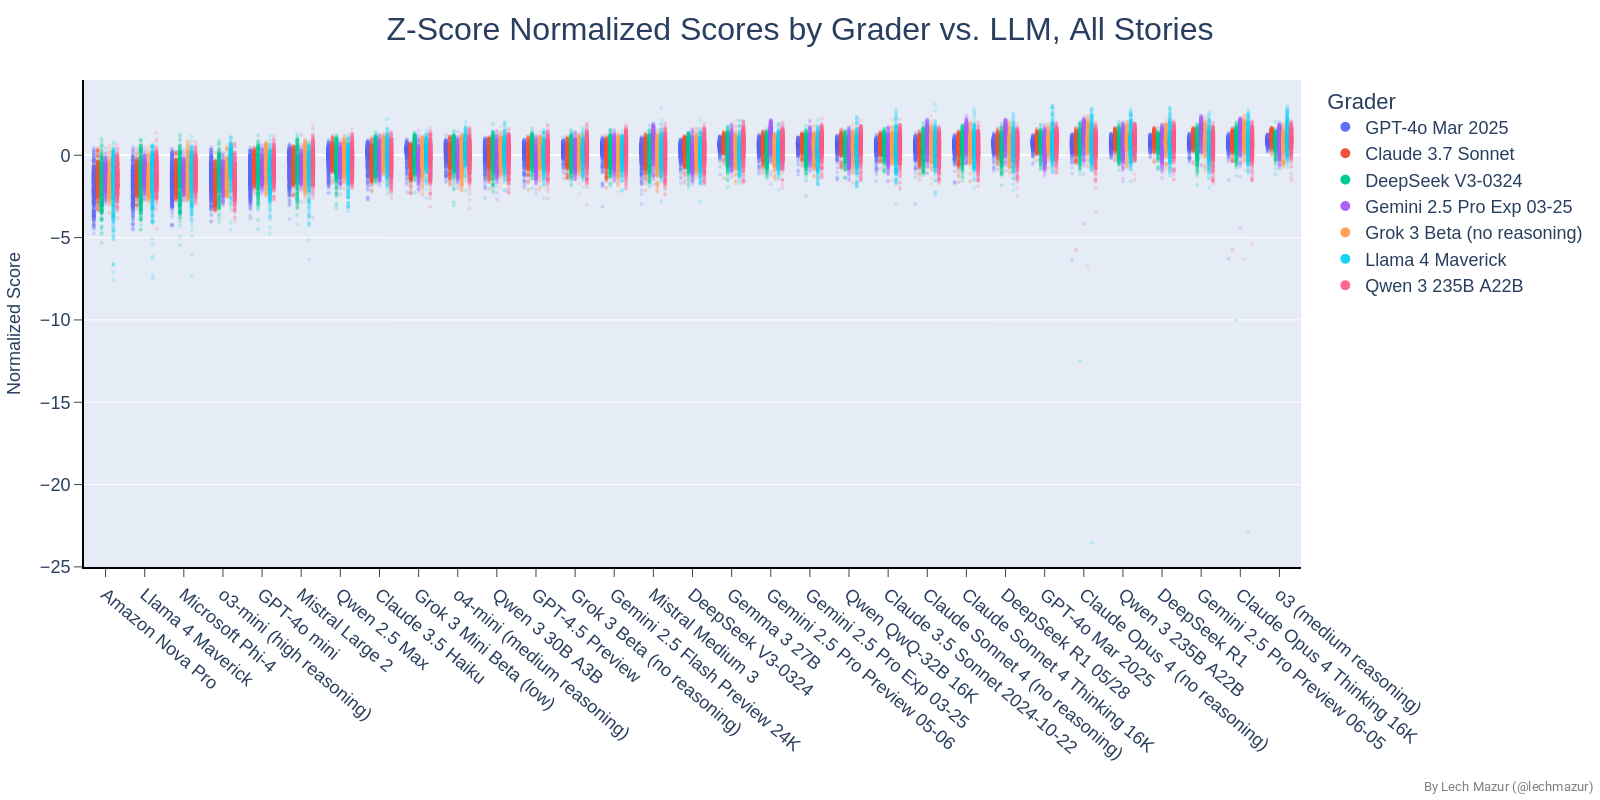 Z-Score Normalized Scores by Grader vs. LLM, All Stories
Grader
GPT-4o Mar 2025
Claude 3.7 Sonnet
DeepSeek V3-0324
Gemini 2.5 Pro Exp 03-25
Grok 3 Beta (no reasoning)
Llama 4 Maverick
Qwen 3 235B A22B
Normalized Score
0
−5
−10
−15
−20
−25
Amazon Nova Pro
Llama 4 Maverick
Microsoft Phi-4
o3-mini (high reasoning)
GPT-4o mini
Mistral Large 2
Qwen 2.5 Max
Claude 3.5 Haiku
Grok 3 Mini Beta (low)
o4-mini (medium reasoning)
Qwen 3 30B A3B
GPT-4.5 Preview
Grok 3 Beta (no reasoning)
Gemini 2.5 Flash Preview 24K
Mistral Medium 3
DeepSeek V3-0324
Gemma 3 27B
Gemini 2.5 Pro Preview 05-06
Gemini 2.5 Pro Exp 03-25
Qwen QwQ-32B 16K
Claude 3.5 Sonnet 2024-10-22
Claude Sonnet 4 (no reasoning)
Claude Sonnet 4 Thinking 16K
DeepSeek R1 05/28
GPT-4o Mar 2025
Claude Opus 4 (no reasoning)
Qwen 3 235B A22B
DeepSeek R1
Gemini 2.5 Pro Preview 06-05
Claude Opus 4 Thinking 16K
o3 (medium reasoning)
By Lech Mazur (@lechmazur)